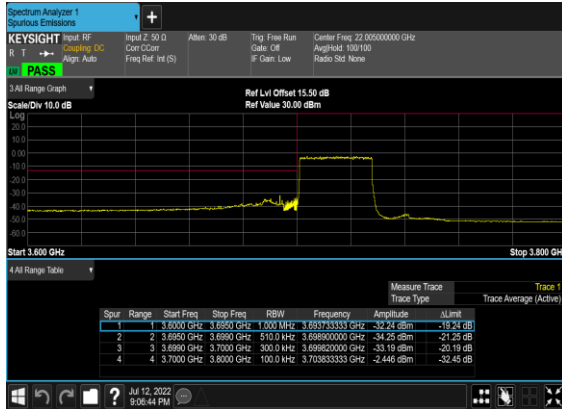 Spectrum Analyzer 1
Spurious Emissions
+
KEYSIGHT Input: RF Input Z: 50 Ω Atten: 30 dB Trig: Free Run Center Freq: 22.005000000 GHz
R T Coupling: DC Corr CCorr Gate: Off Avg|Hold: 100/100
Align: Auto Freq Ref: Int (S) IF Gain: Low Radio Std: None
PASS
3 All Range Graph Ref Lvl Offset 15.50 dB
Scale/Div 10.0 dB Ref Value 30.00 dBm
Log
20.0
10.0
0.00
-10.0
-20.0
-30.0
-40.0
-50.0
-60.0
Start 3.600 GHz Stop 3.800 GH
4 All Range Table
Measure Trace Trace 1
Trace Type Trace Average (Active)
Spur Range Start Freq Stop Freq RBW Frequency Amplitude ΔLimit
1 1 3.6000 GHz 3.6950 GHz 1.000 MHz 3.693733333 GHz -32.24 dBm -19.24 dB
2 2 3.6950 GHz 3.6990 GHz 510.0 kHz 3.698900000 GHz -34.25 dBm -21.25 dB
3 3 3.6990 GHz 3.7000 GHz 300.0 kHz 3.699820000 GHz -33.19 dBm -20.19 dB
4 4 3.7000 GHz 3.8000 GHz 100.0 kHz 3.703833333 GHz -2.446 dBm -32.45 dB
? Jul 12, 2022
9:06:44 PM